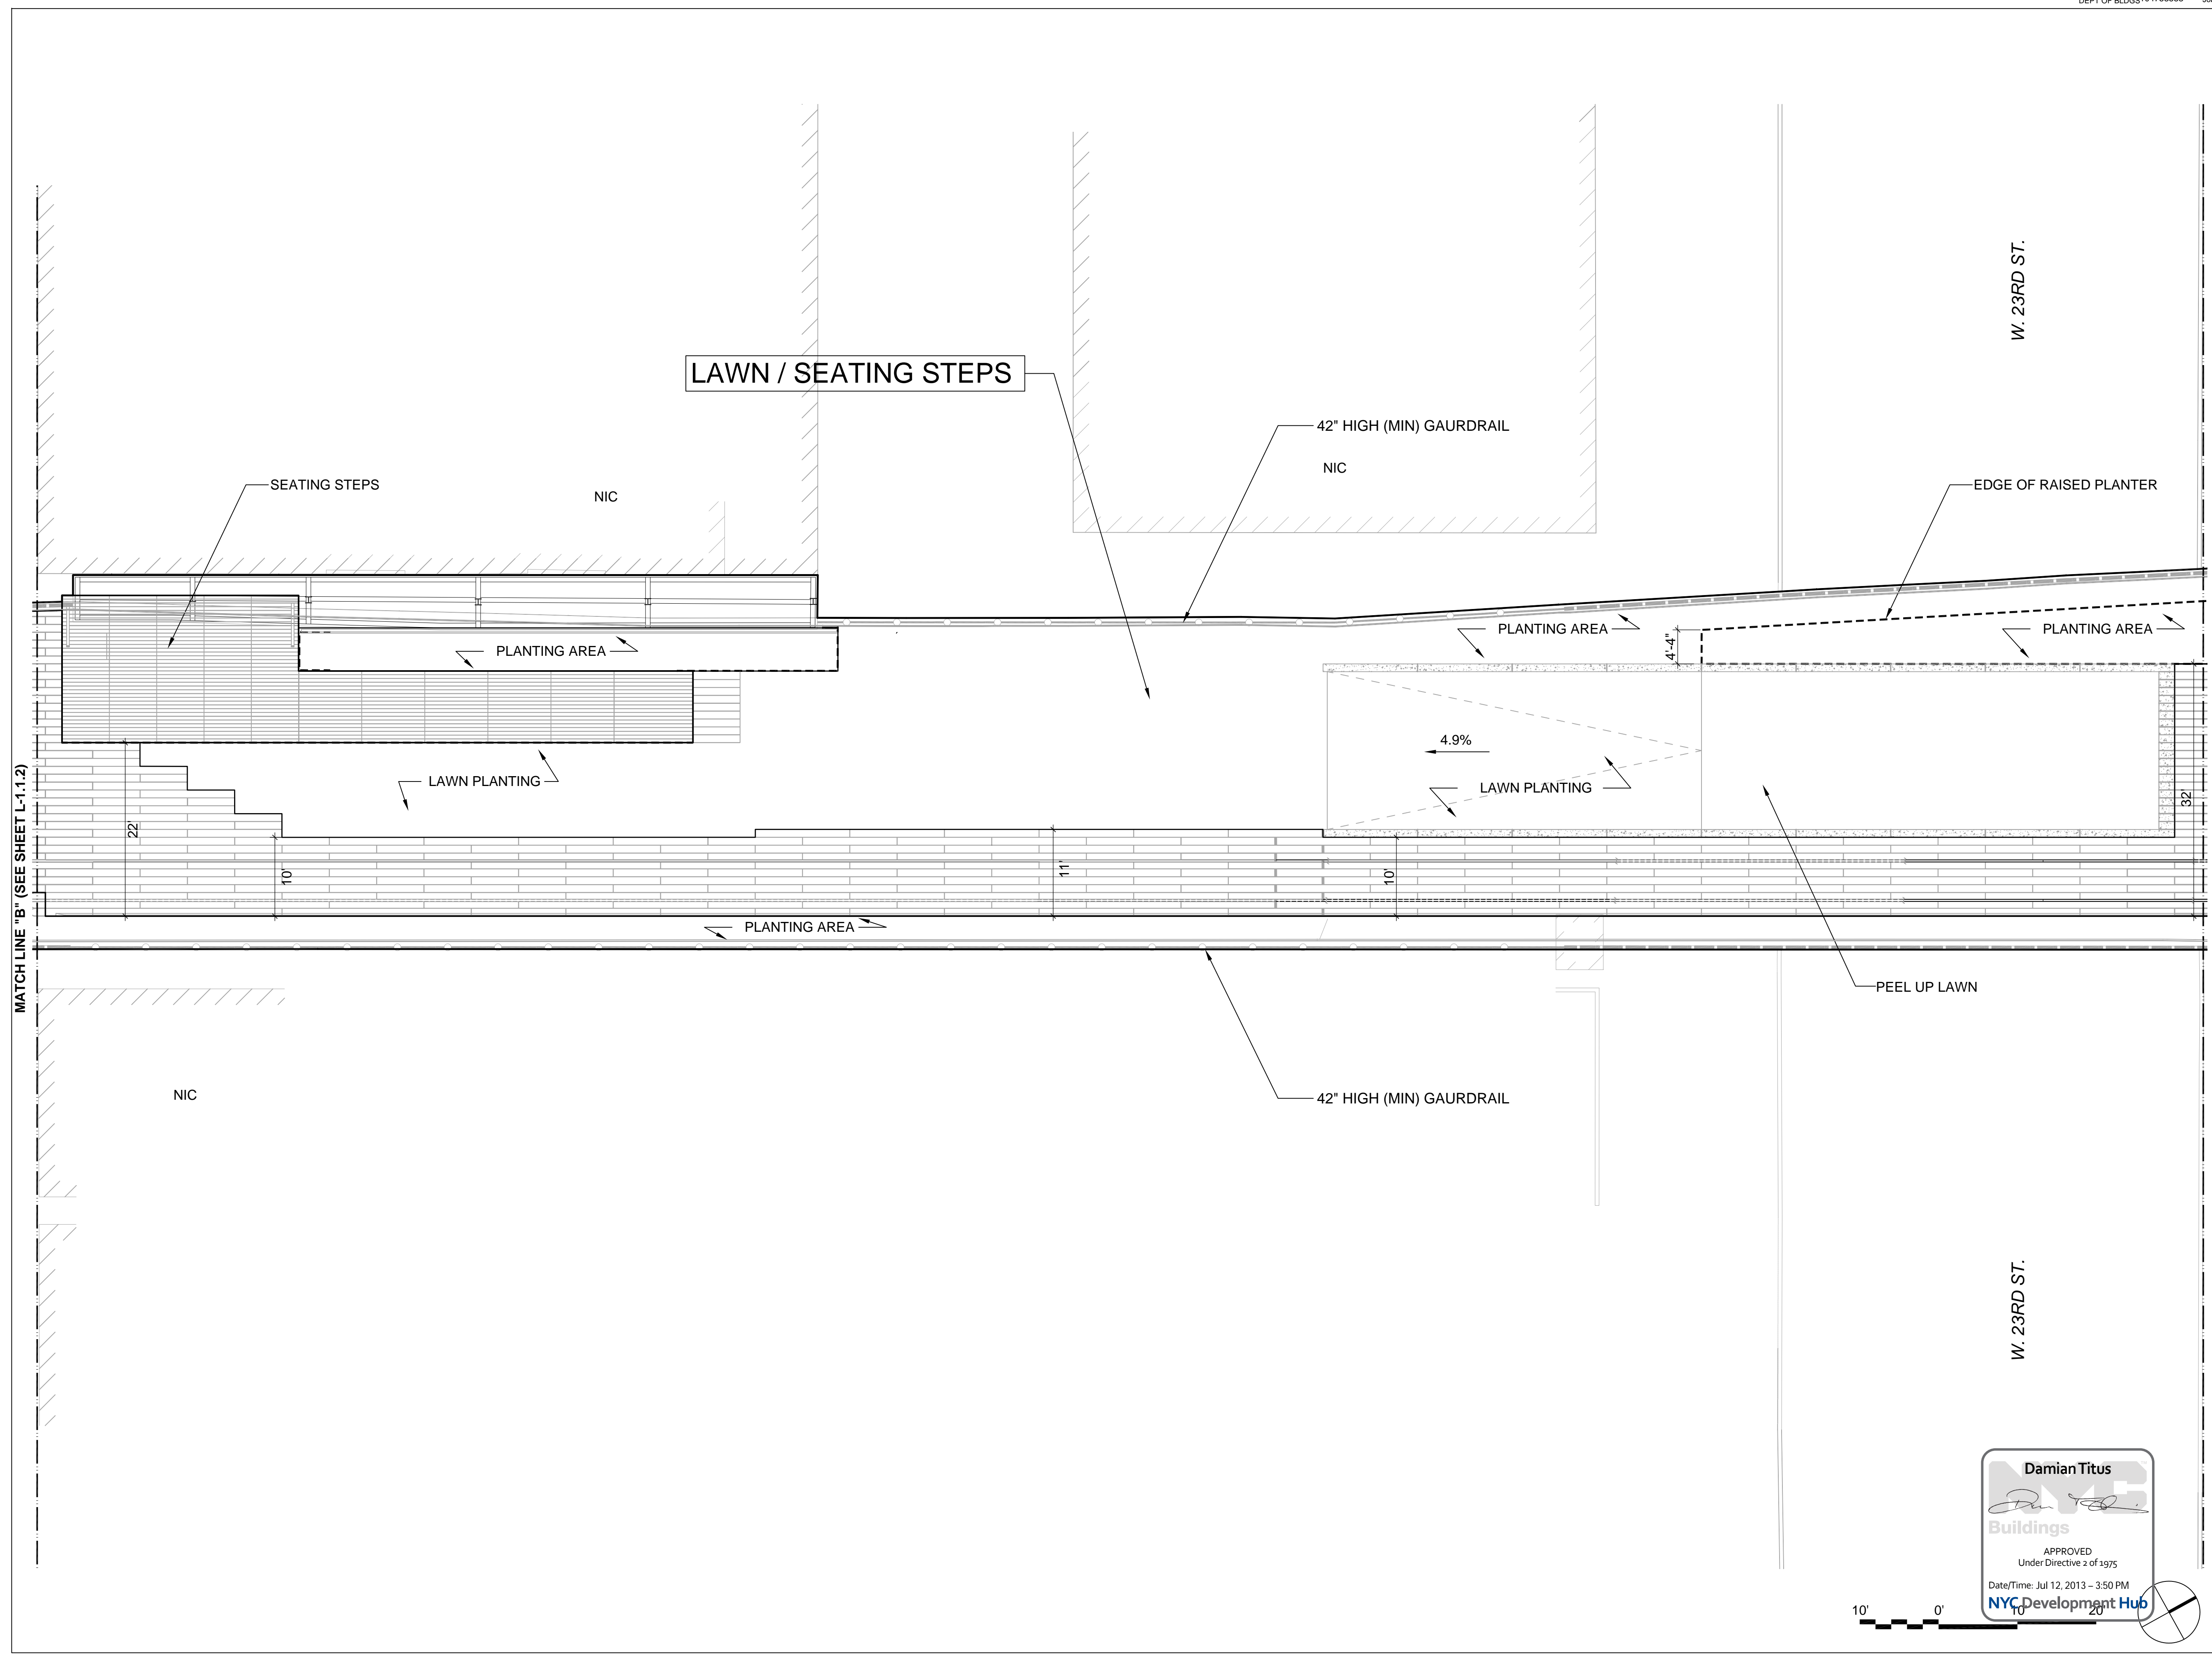 DEPT OF BLDGS
W. 23RD ST.
LAWN / SEATING STEPS
42" HIGH (MIN) GAURDRAIL
NIC
SEATING STEPS
NIC
EDGE OF RAISED PLANTER
PLANTING AREA
PLANTING AREA
PLANTING AREA
4'-4"
4.9%
LAWN PLANTING
LAWN PLANTING
MATCH LINE "B" (SEE SHEET L-1.1.2)
22'
10'
11'
10'
32'
PLANTING AREA
PEEL UP LAWN
NIC
42" HIGH (MIN) GAURDRAIL
W. 23RD ST.
Damian Titus
NYC
Buildings
APPROVED
Under Directive 2 of 1975
Date/Time: Jul 12, 2013 – 3:50 PM
NYC Development Hub
10' 0' 10' 20'